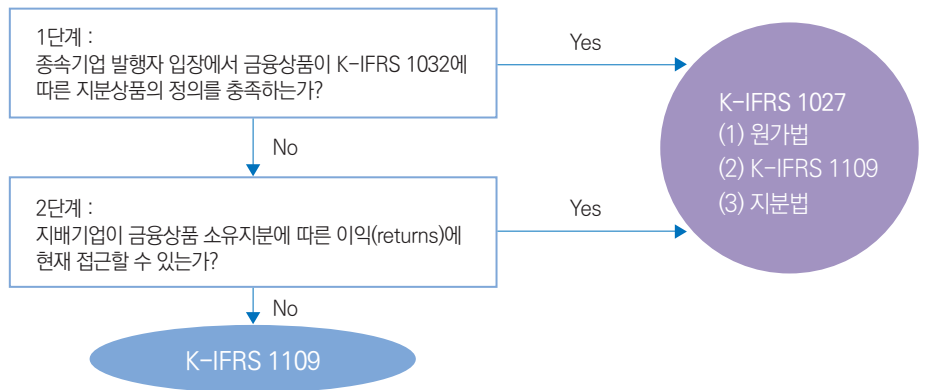 1단계 :
종속기업 발행자 입장에서 금융상품이 K-IFRS 1032에
따른 지분상품의 정의를 충족하는가?
Yes
No
K-IFRS 1027
(1) 원가법
(2) K-IFRS 1109
(3) 지분법
2단계 :
지배기업이 금융상품 소유지분에 따른 이익(returns)에
현재 접근할 수 있는가?
Yes
No
K-IFRS 1109